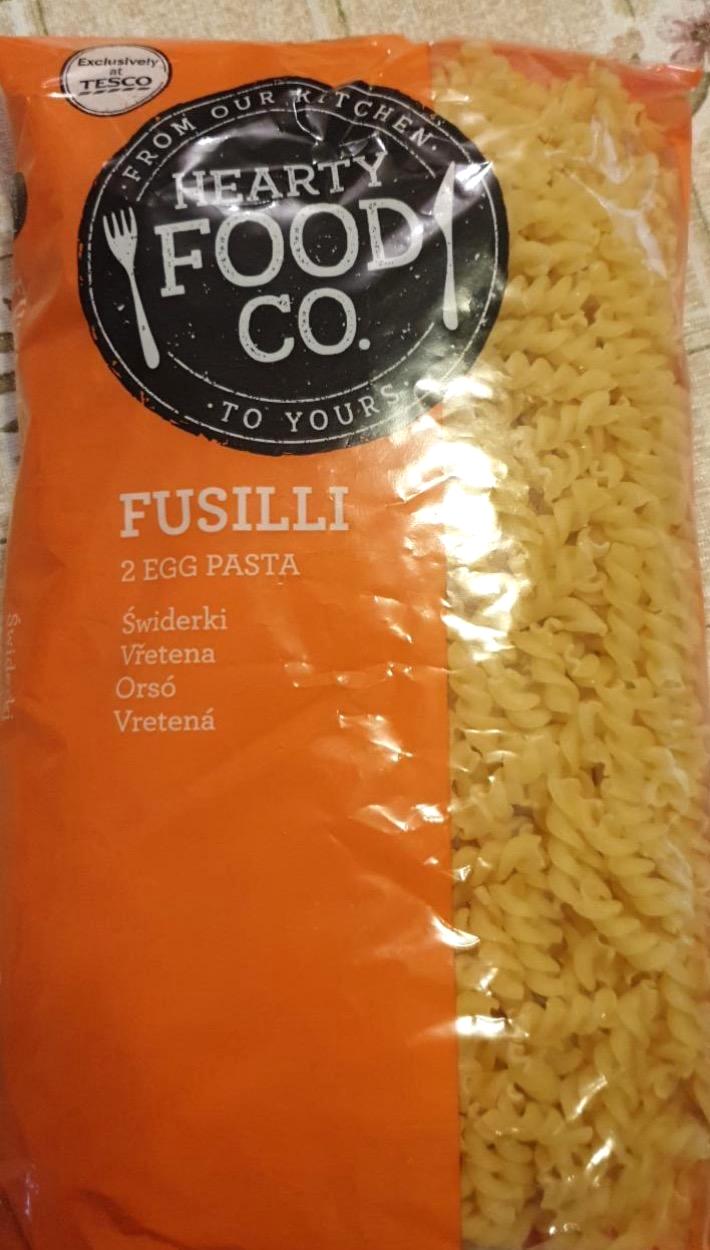 Exclusively
at
TESCO
FROM OUR KITCHEN
HEARTY
FOOD
CO.
TO YOURS
FUSILLI
2 EGG PASTA
Świderki
Vřetena
Orsó
Vretená
Świderki